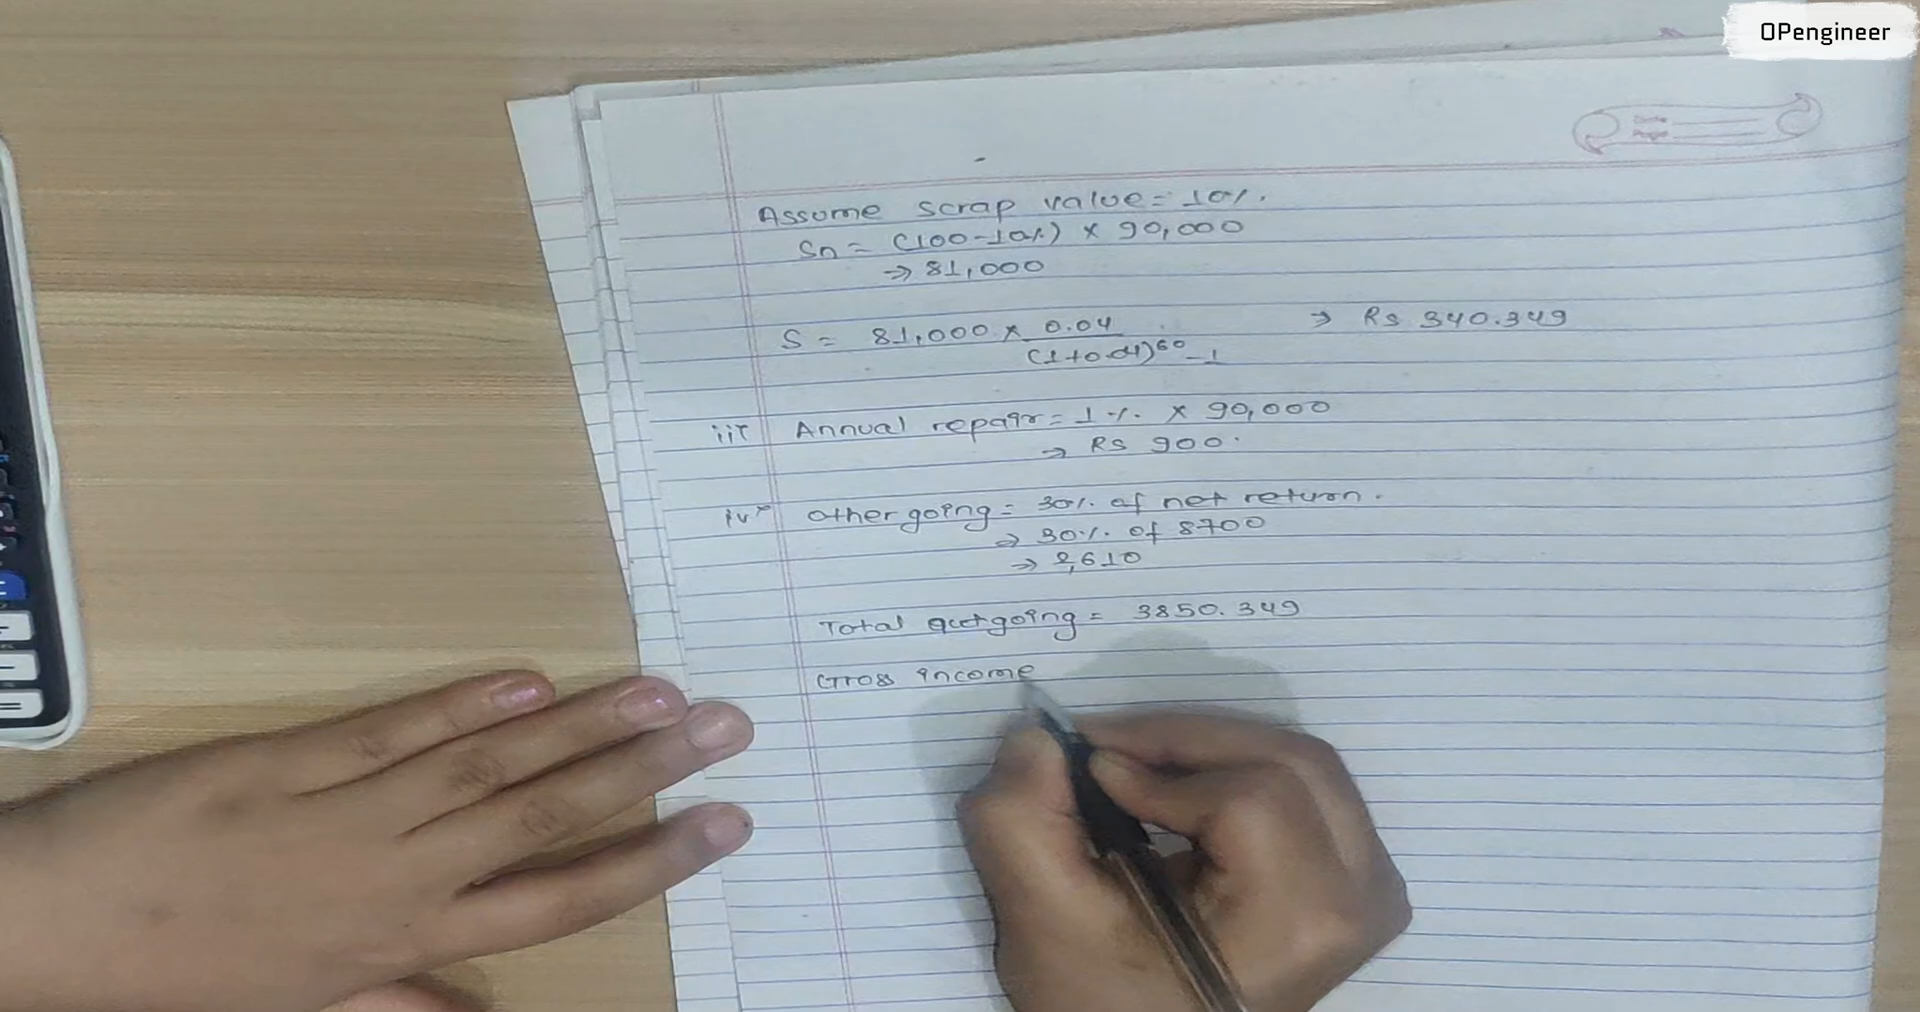 OPengineer
Date
Page
Assume scrap value = 10%.
Sn = (100-10%) × 90,000
⇒ 81,000
S = 81,000 × 0.04 / (1+0.04)^60 - 1 ⇒ Rs 340.349
iii Annual repair = 1% × 90,000
⇒ Rs 900.
iv other going = 30% of net return.
⇒ 30% of 8700
⇒ 2,610
Total outgoing = 3850.349
Gross income